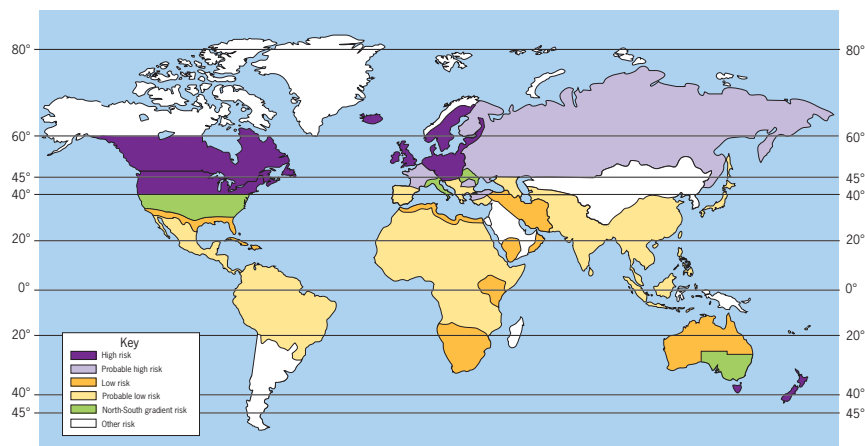 80° 80°
60° 60°
45° 45°
40° 40°
20° 20°
0° 0°
20° 20°
40° 40°
45° 45°
Key
High risk
Probable high risk
Low risk
Probable low risk
North-South gradient risk
Other risk